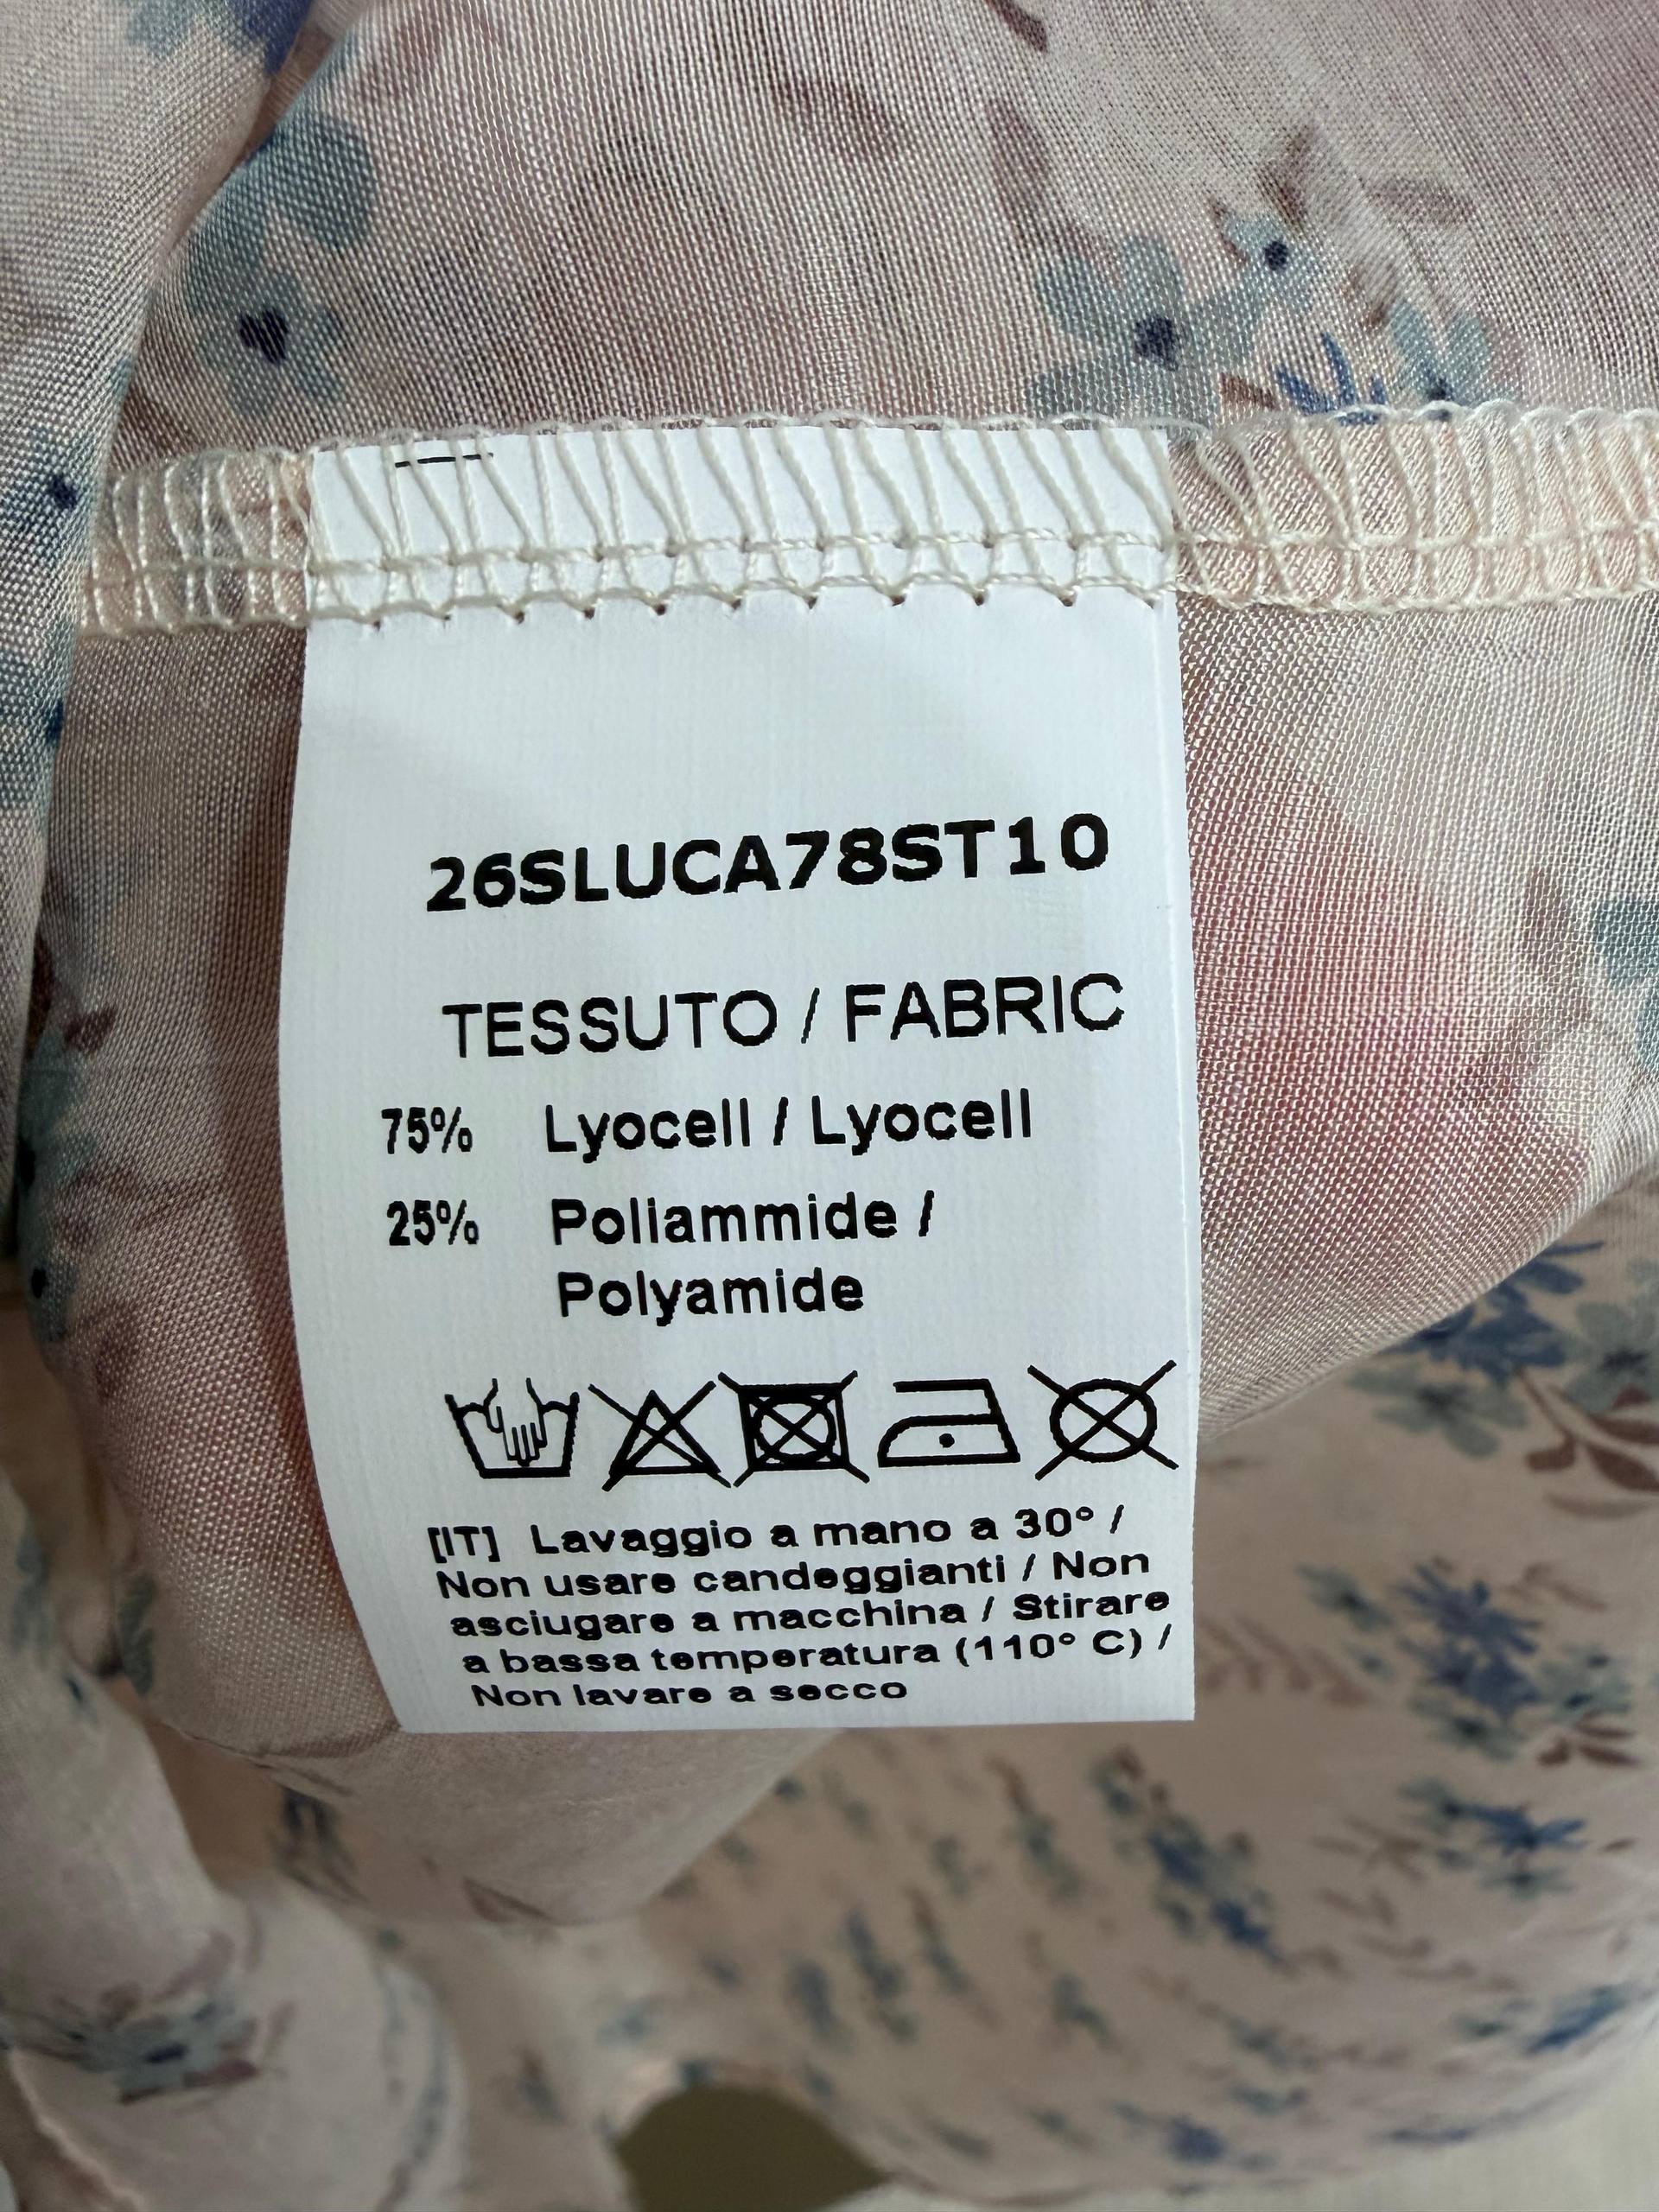 26SLUCA78ST10
TESSUTO / FABRIC
75% Lyocell / Lyocell
25% Poliammide /
Polyamide
[IT] Lavaggio a mano a 30° /
Non usare candeggianti / Non
asciugare a macchina / Stirare
a bassa temperatura (110° C) /
Non lavare a secco